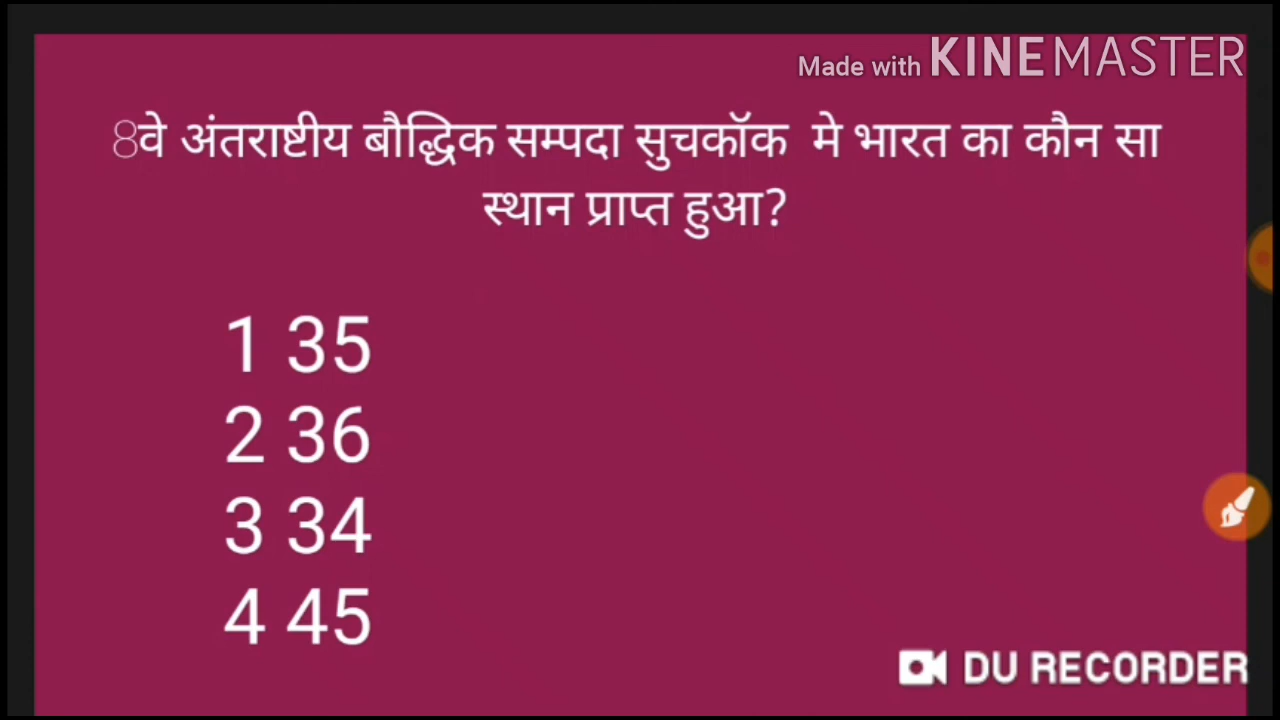 Made with KINEMASTER
8वे अंतराष्टीय बौद्धिक सम्पदा सुचकॉक मे भारत का कौन सा
स्थान प्राप्त हुआ?
1 35
2 36
3 34
4 45
DU RECORDER